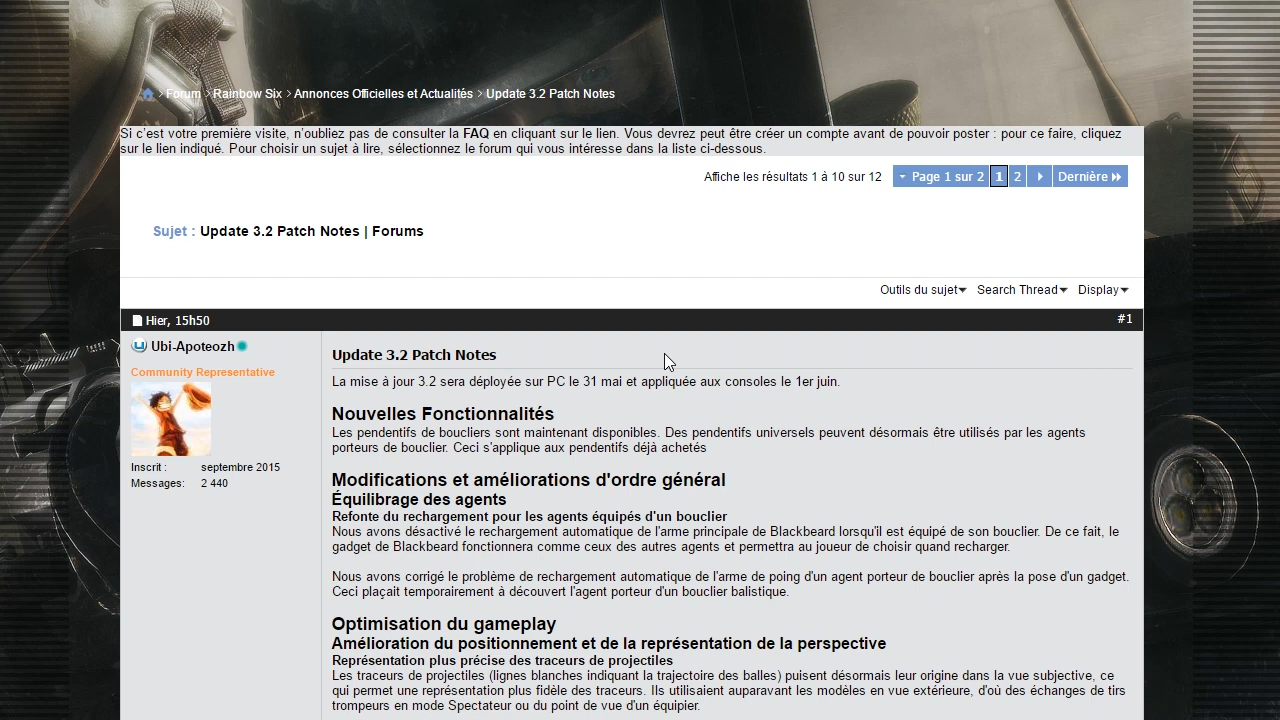 Forum > Rainbow Six > Annonces Officielles et Actualités > Update 3.2 Patch Notes
Si c'est votre première visite, n'oubliez pas de consulter la FAQ en cliquant sur le lien. Vous devrez peut être créer un compte avant de pouvoir poster : pour ce faire, cliquez
sur le lien indiqué. Pour choisir un sujet à lire, sélectionnez le forum qui vous intéresse dans la liste ci-dessous.
Affiche les résultats 1 à 10 sur 12 Page 1 sur 2 1 2 Dernière
Sujet : Update 3.2 Patch Notes | Forums
Outils du sujet Search Thread Display
Hier, 15h50 #1
Ubi-Apoteozh
Community Representative
Inscrit : septembre 2015
Messages: 2 440
Update 3.2 Patch Notes
La mise à jour 3.2 sera déployée sur PC le 31 mai et appliquée aux consoles le 1er juin.
Nouvelles Fonctionnalités
Les pendentifs de boucliers sont maintenant disponibles. Des pendentifs universels peuvent désormais être utilisés par les agents
porteurs de bouclier. Ceci s'applique aux pendentifs déjà achetés
Modifications et améliorations d'ordre général
Équilibrage des agents
Refonte du rechargement des agents équipés d'un bouclier
Nous avons désactivé le rechargement automatique de l'arme principale de Blackbeard lorsqu'il est équipé de son bouclier. De ce fait, le
gadget de Blackbeard fonctionnera comme ceux des autres agents et permettra au joueur de choisir quand recharger.
Nous avons corrigé le problème de rechargement automatique de l'arme de poing d'un agent porteur de bouclier après la pose d'un gadget.
Ceci plaçait temporairement à découvert l'agent porteur d'un bouclier balistique.
Optimisation du gameplay
Amélioration du positionnement et de la représentation de la perspective
Représentation plus précise des traceurs de projectiles
Les traceurs de projectiles (lignes blanches indiquant la trajectoire des balles) puisent désormais leur origine dans la vue subjective, ce
qui permet une représentation plus fidèle des traceurs. Ils utilisaient auparavant les modèles en vue extérieure, d'où des échanges de tirs
trompeurs en mode Spectateur ou du point de vue d'un équipier.